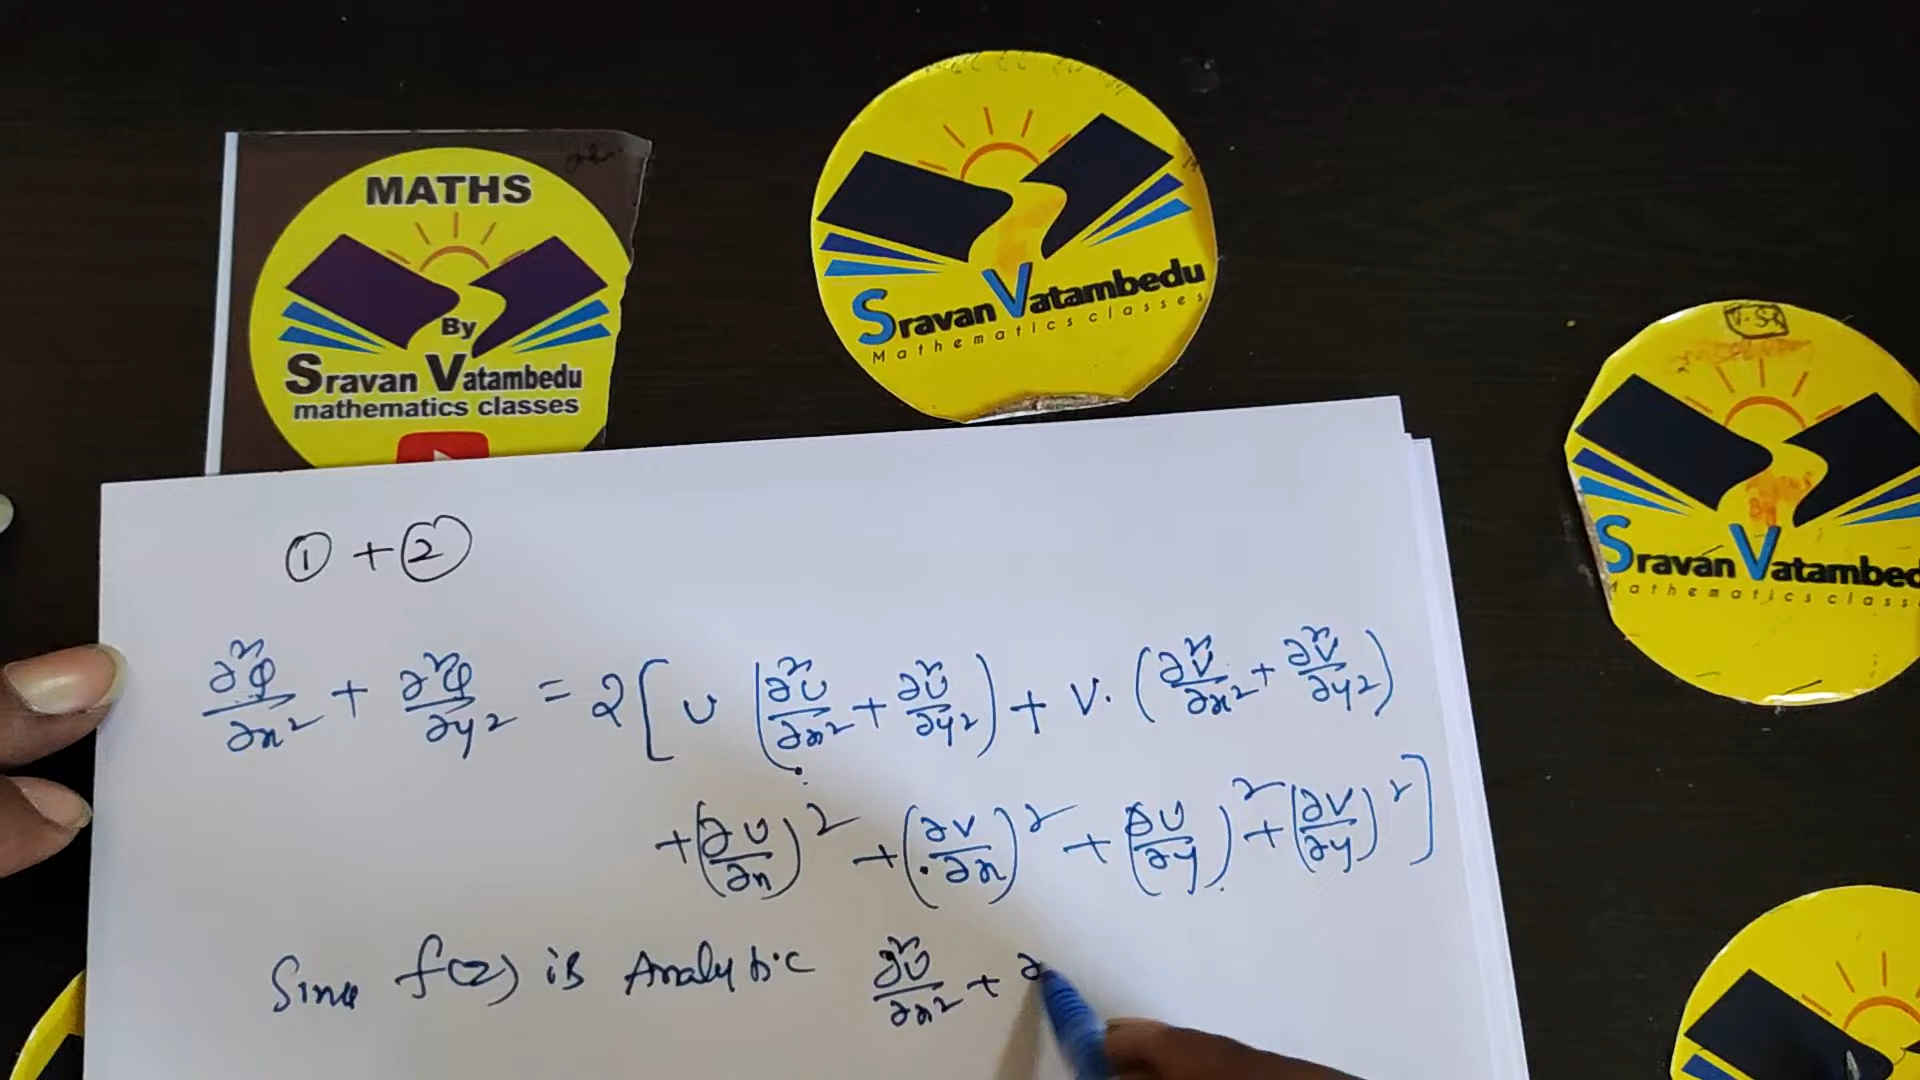 MATHS
By
Sravan Vatambedu
mathematics classes
Sravan Vatambedu
Mathematics classes
V.SR
Sravan Vatambed
athematics class
① + ②
∂²φ/∂x² + ∂²φ/∂y² = 2[ u (∂²u/∂x² + ∂²u/∂y²) + v. (∂²v/∂x² + ∂²v/∂y²)
+ (∂u/∂x)² + (∂v/∂x)² + (∂u/∂y)² + (∂v/∂y)² ]
Since f(z) is Analytic ∂²u/∂x² + ∂